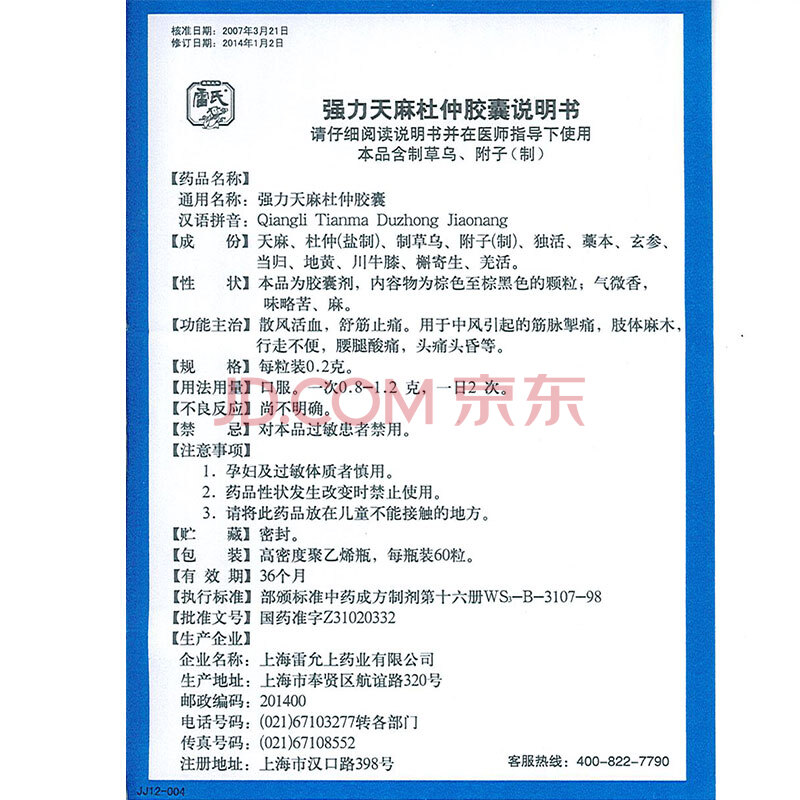 核准日期：2007年3月21日
修订日期：2014年1月2日
雷氏
强力天麻杜仲胶囊说明书
请仔细阅读说明书并在医师指导下使用
本品含制草乌、附子（制）
【药品名称】
通用名称：强力天麻杜仲胶囊
汉语拼音：Qiangli Tianma Duzhong Jiaonang
【成　　份】天麻、杜仲(盐制)、制草乌、附子(制)、独活、藁本、玄参、
当归、地黄、川牛膝、槲寄生、羌活。
【性　　状】本品为胶囊剂，内容物为棕色至棕黑色的颗粒；气微香，
味略苦、麻。
【功能主治】散风活血，舒筋止痛。用于中风引起的筋脉掣痛，肢体麻木，
行走不便，腰腿酸痛，头痛头昏等。
【规　　格】每粒装0.2克。
【用法用量】口服。一次0.8-1.2 克，一日2 次。
JD.COM 京东
【不良反应】尚不明确。
【禁　　忌】对本品过敏患者禁用。
【注意事项】
1．孕妇及过敏体质者慎用。
2．药品性状发生改变时禁止使用。
3．请将此药品放在儿童不能接触的地方。
【贮　　藏】密封。
【包　　装】高密度聚乙烯瓶，每瓶装60粒。
【有 效 期】36个月
【执行标准】部颁标准中药成方制剂第十六册WS₃-B-3107-98
【批准文号】国药准字Z31020332
【生产企业】
企业名称：上海雷允上药业有限公司
生产地址：上海市奉贤区航谊路320号
邮政编码：201400
电话号码：(021)67103277转各部门
传真号码：(021)67108552
注册地址：上海市汉口路398号
客服热线：400-822-7790
JJ12-004